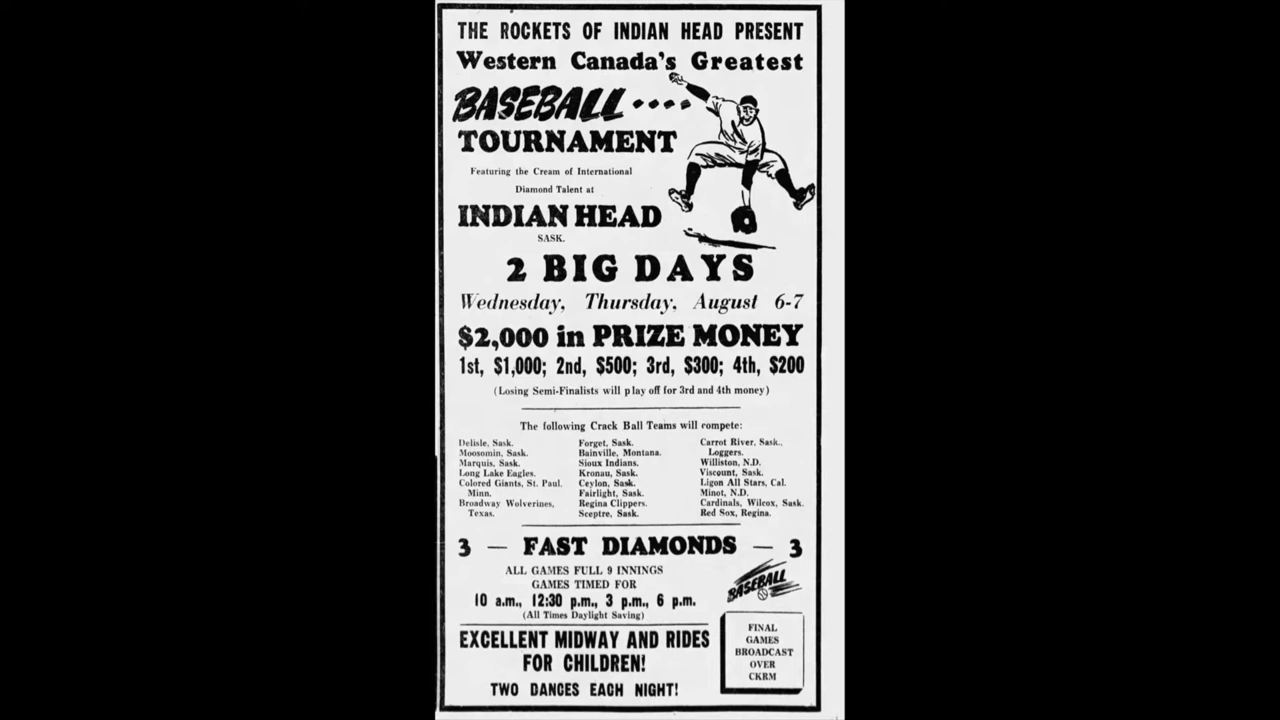 THE ROCKETS OF INDIAN HEAD PRESENT
Western Canada's Greatest
BASEBALL ....
TOURNAMENT
Featuring the Cream of International
Diamond Talent at
INDIAN HEAD
SASK.
2 BIG DAYS
Wednesday, Thursday, August 6-7
$2,000 in PRIZE MONEY
1st, $1,000; 2nd, $500; 3rd, $300; 4th, $200
(Losing Semi-Finalists will play off for 3rd and 4th money)
The following Crack Ball Teams will compete:
Delisle, Sask.
Moosomin, Sask.
Marquis, Sask.
Long Lake Eagles.
Colored Giants, St. Paul,
Minn.
Broadway Wolverines,
Texas.
Forget, Sask.
Bainville, Montana.
Sioux Indians.
Kronau, Sask.
Ceylon, Sask.
Fairlight, Sask.
Regina Clippers.
Sceptre, Sask.
Carrot River, Sask.,
Loggers.
Williston, N.D.
Viscount, Sask.
Ligon All Stars, Cal.
Minot, N.D.
Cardinals, Wilcox, Sask.
Red Sox, Regina.
3 — FAST DIAMONDS — 3
ALL GAMES FULL 9 INNINGS
GAMES TIMED FOR
10 a.m., 12:30 p.m., 3 p.m., 6 p.m.
(All Times Daylight Saving)
BASEBALL
EXCELLENT MIDWAY AND RIDES
FOR CHILDREN!
TWO DANCES EACH NIGHT!
FINAL
GAMES
BROADCAST
OVER
CKRM